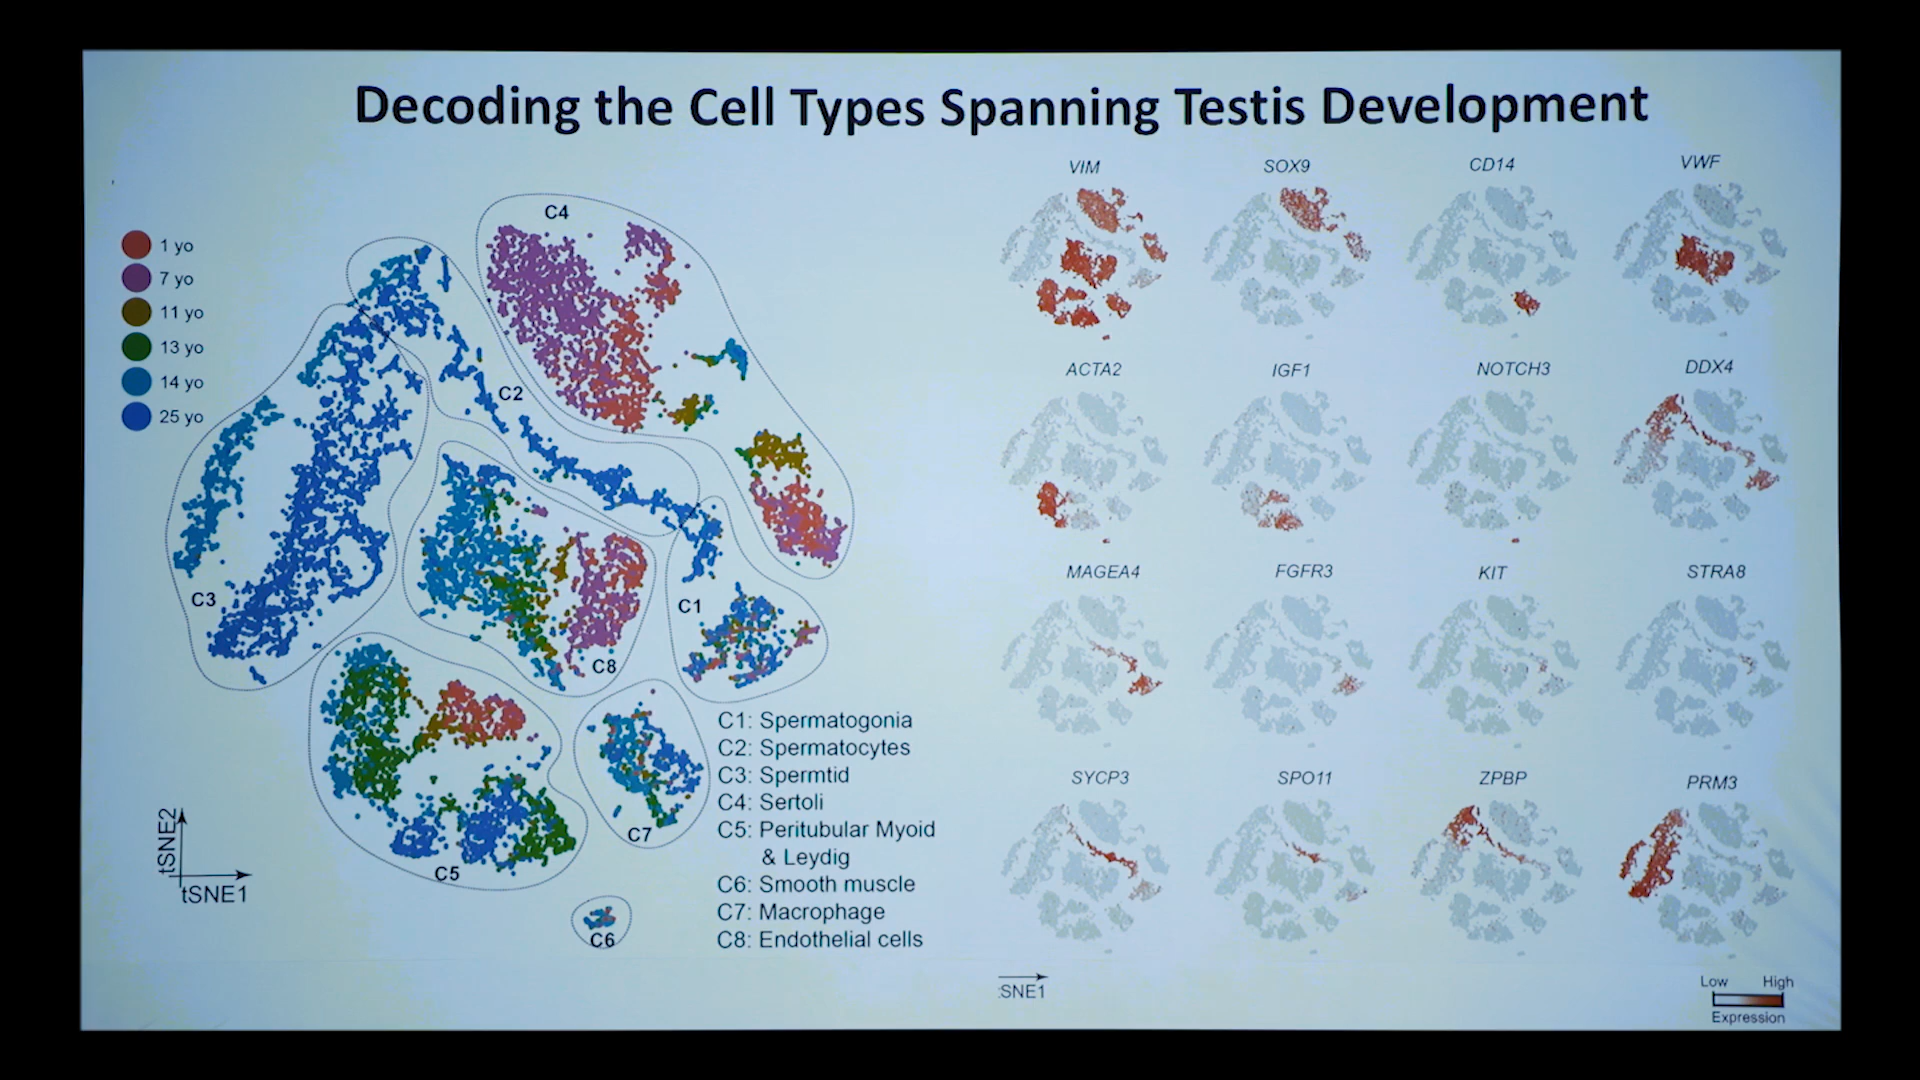 Decoding the Cell Types Spanning Testis Development
1 yo
7 yo
11 yo
13 yo
14 yo
25 yo
C4
C2
C3
C1
C8
C7
C5
C6
tSNE2
tSNE1
C1: Spermatogonia
C2: Spermatocytes
C3: Spermtid
C4: Sertoli
C5: Peritubular Myoid
& Leydig
C6: Smooth muscle
C7: Macrophage
C8: Endothelial cells
VIM SOX9 CD14 VWF
ACTA2 IGF1 NOTCH3 DDX4
MAGEA4 FGFR3 KIT STRA8
SYCP3 SPO11 ZPBP PRM3
:SNE1
Low High
Expression